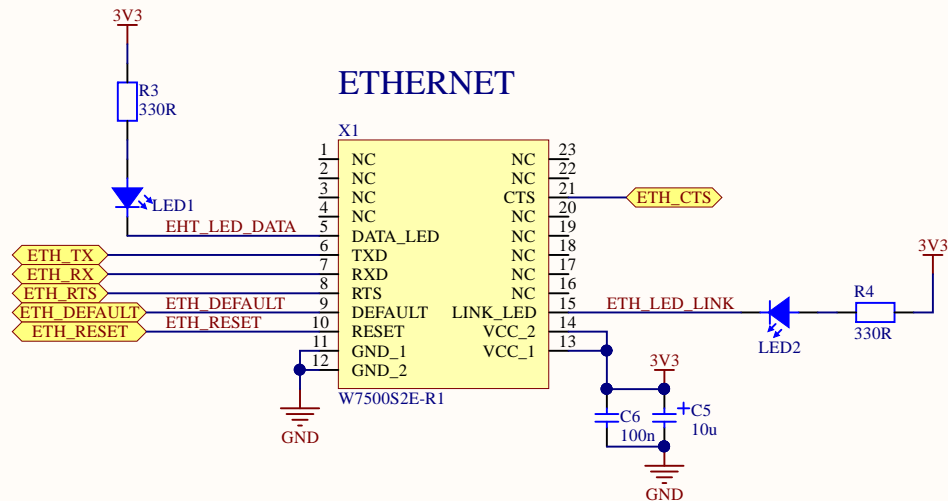 3V3
R3
330R
LED1
ETHERNET
X1
1 NC NC 23
2 NC NC 22
3 NC CTS 21 ETH_CTS
4 NC NC 20
EHT_LED_DATA 5 DATA_LED NC 19
ETH_TX 6 TXD NC 18
ETH_RX 7 RXD NC 17
ETH_RTS 8 RTS NC 16
ETH_DEFAULT ETH_DEFAULT 9 DEFAULT LINK_LED 15 ETH_LED_LINK
ETH_RESET ETH_RESET 10 RESET VCC_2 14
11 GND_1 VCC_1 13
12 GND_2
W7500S2E-R1
GND
3V3
R4
330R
LED2
3V3
C6
100n
+ C5
10u
GND